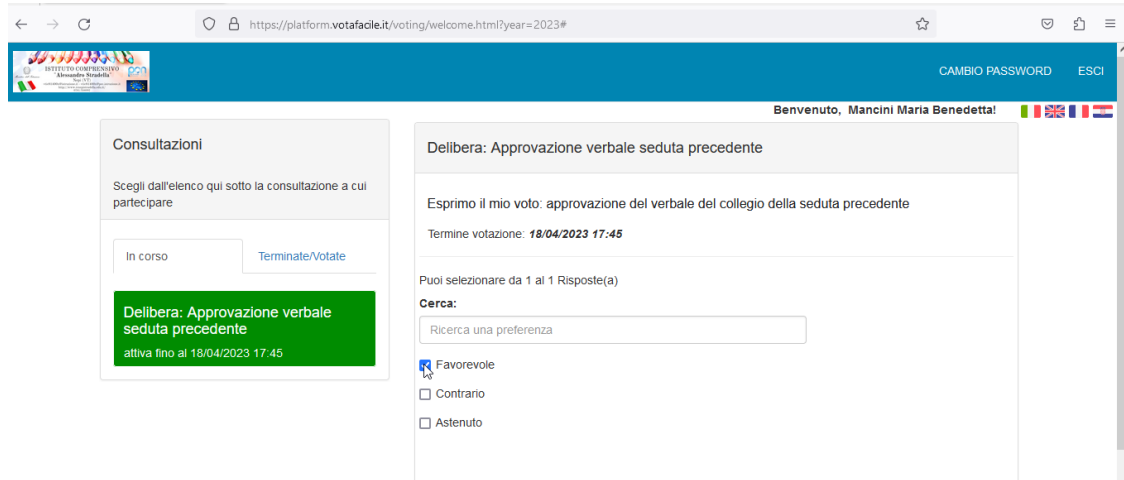 https://platform.votafacile.it/voting/welcome.html?year=2023#
ISTITUTO COMPRENSIVO
"Alessandro Stradella"
CAMBIO PASSWORD
ESCI
Benvenuto, Mancini Maria Benedetta!
Consultazioni
Scegli dall'elenco qui sotto la consultazione a cui
partecipare
In corso
Terminate/Votate
Delibera: Approvazione verbale
seduta precedente
attiva fino al 18/04/2023 17:45
Delibera: Approvazione verbale seduta precedente
Esprimo il mio voto: approvazione del verbale del collegio della seduta precedente
Termine votazione: 18/04/2023 17:45
Puoi selezionare da 1 al 1 Risposte(a)
Cerca:
Ricerca una preferenza
Favorevole
Contrario
Astenuto